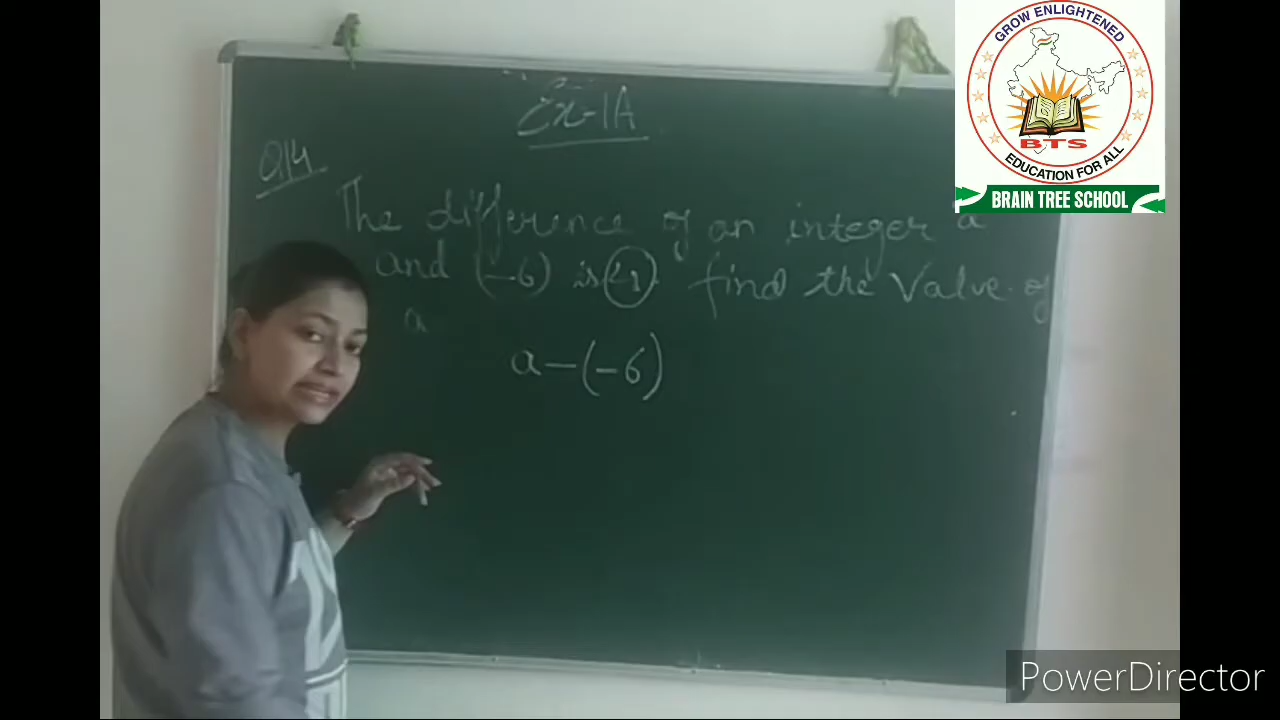 GROW ENLIGHTENED
BTS
EDUCATION FOR ALL
BRAIN TREE SCHOOL
Ex-1A
Q14
The difference of an integer a
and (-6) is find the Value of
a
a-(-6)
PowerDirector